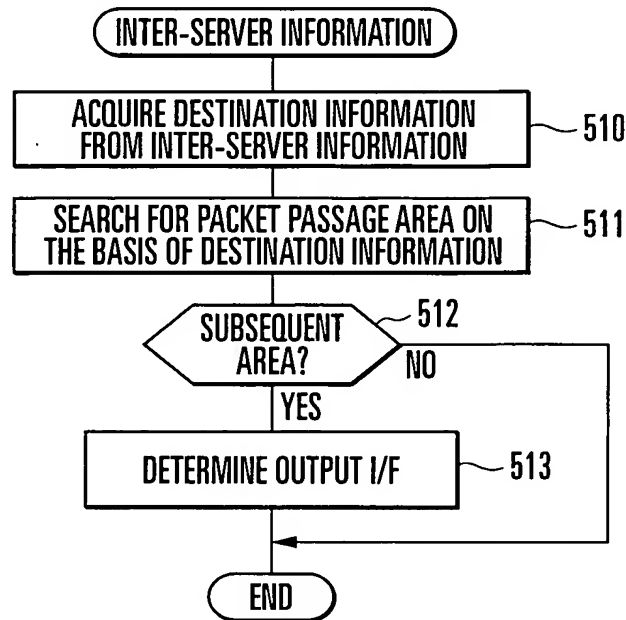 INTER-SERVER INFORMATION
ACQUIRE DESTINATION INFORMATION
FROM INTER-SERVER INFORMATION
510
SEARCH FOR PACKET PASSAGE AREA ON
THE BASIS OF DESTINATION INFORMATION
511
SUBSEQUENT
AREA?
512
NO
YES
DETERMINE OUTPUT I/F
513
END